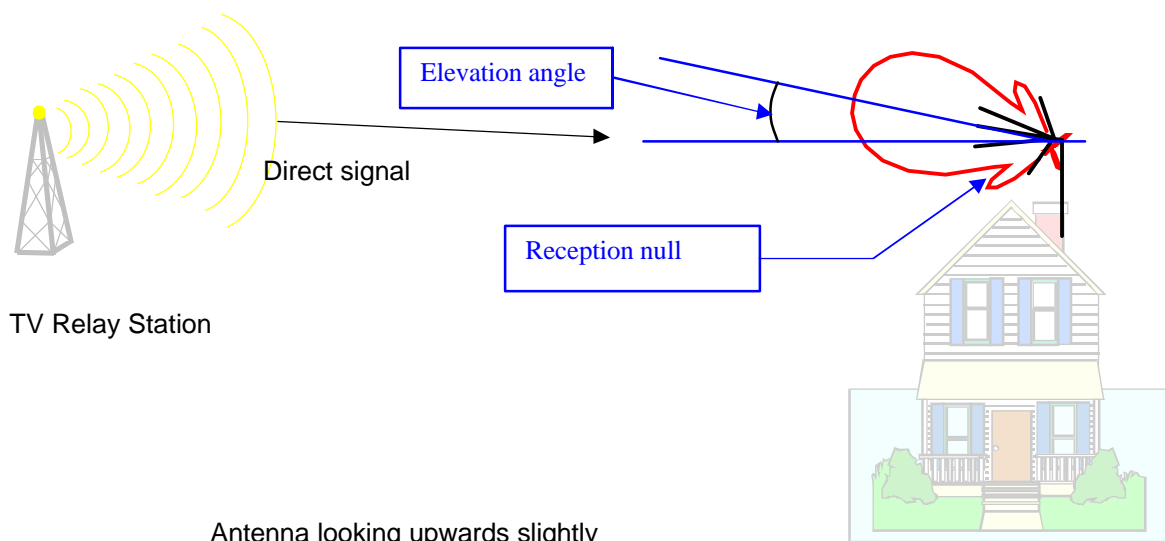 Elevation angle
Direct signal
Reception null
TV Relay Station
Antenna looking upwards slightly